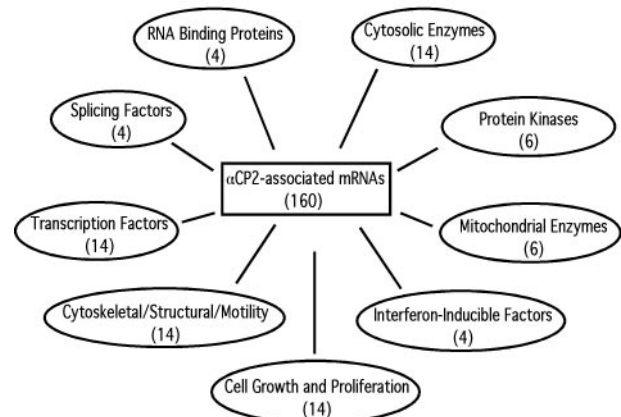 RNA Binding Proteins
(4)
Cytosolic Enzymes
(14)
Splicing Factors
(4)
Protein Kinases
(6)
αCP2-associated mRNAs
(160)
Transcription Factors
(14)
Mitochondrial Enzymes
(6)
Cytoskeletal/Structural/Motility
(14)
Interferon-Inducible Factors
(4)
Cell Growth and Proliferation
(14)